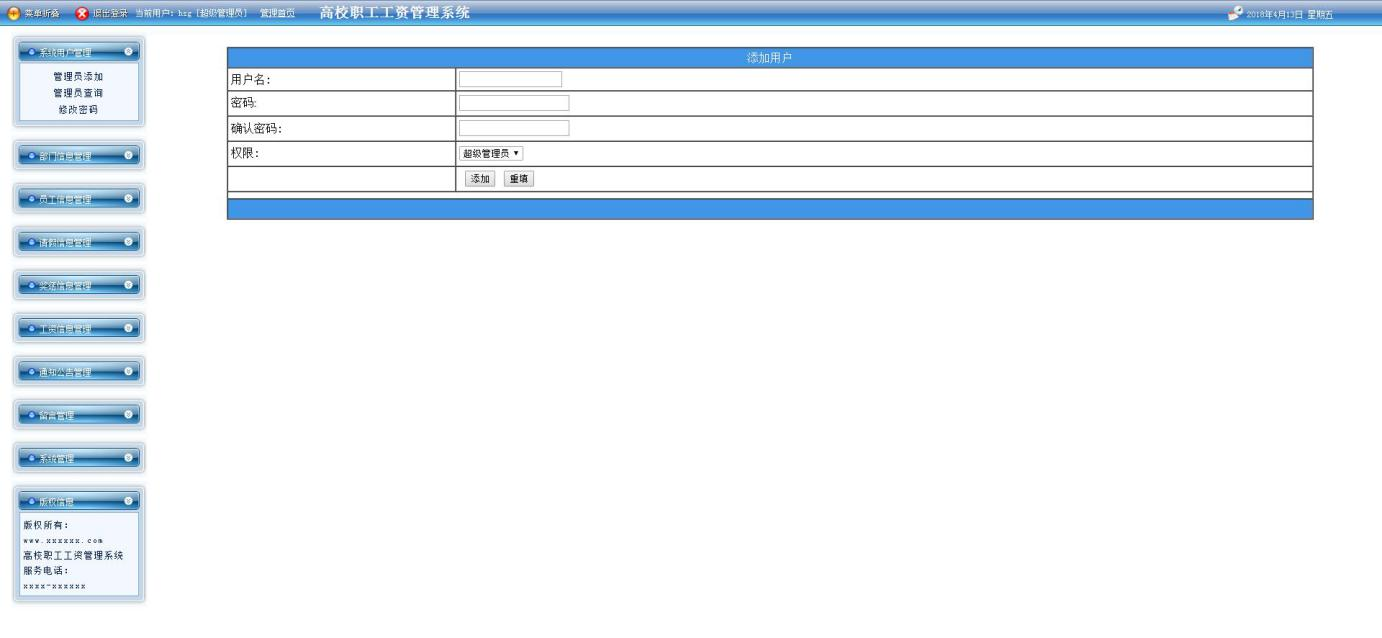 菜单折叠 退出登录 当前用户：hsg [超级管理员] 管理首页 高校职工工资管理系统 2018年4月13日 星期五
系统用户管理
管理员添加
管理员查询
修改密码
部门信息管理
员工信息管理
请假信息管理
奖惩信息管理
工资信息管理
通知公告管理
留言管理
系统管理
版权信息
版权所有：
www.xxxxxx.com
高校职工工资管理系统
服务电话：
xxxx-xxxxxx
添加用户
用户名：
密码：
确认密码：
权限： 超级管理员
添加 重填